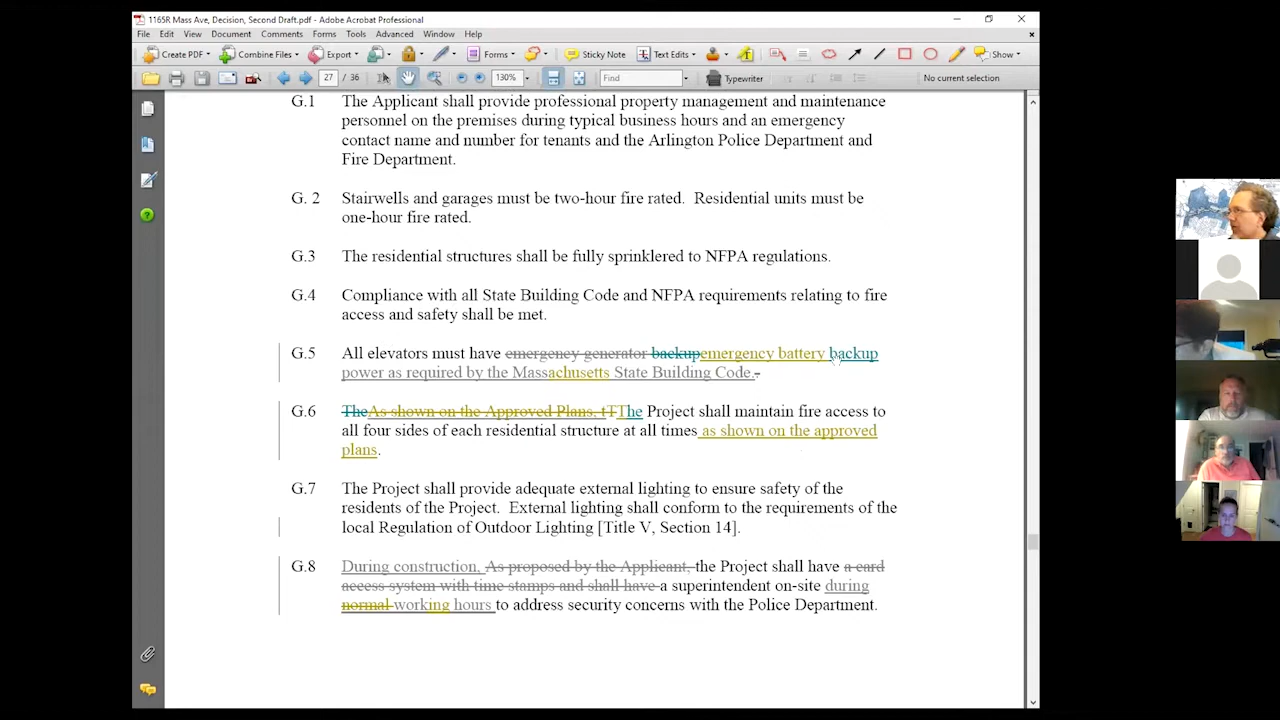 1165R Mass Ave, Decision, Second Draft.pdf - Adobe Acrobat Professional
File Edit View Document Comments Forms Tools Advanced Window Help
Create PDF Combine Files Export Forms Sticky Note Text Edits Show
27 / 36 130% Find Typewriter No current selection
G.1 The Applicant shall provide professional property management and maintenance
personnel on the premises during typical business hours and an emergency
contact name and number for tenants and the Arlington Police Department and
Fire Department.
G. 2 Stairwells and garages must be two-hour fire rated. Residential units must be
one-hour fire rated.
G.3 The residential structures shall be fully sprinklered to NFPA regulations.
G.4 Compliance with all State Building Code and NFPA requirements relating to fire
access and safety shall be met.
G.5 All elevators must have emergency generator backupemergency battery backup
power as required by the Massachusetts State Building Code..
G.6 TheAs shown on the Approved Plans, tTThe Project shall maintain fire access to
all four sides of each residential structure at all times as shown on the approved
plans.
G.7 The Project shall provide adequate external lighting to ensure safety of the
residents of the Project. External lighting shall conform to the requirements of the
local Regulation of Outdoor Lighting [Title V, Section 14].
G.8 During construction, As proposed by the Applicant, the Project shall have a card
access system with time stamps and shall have a superintendent on-site during
normal working hours to address security concerns with the Police Department.